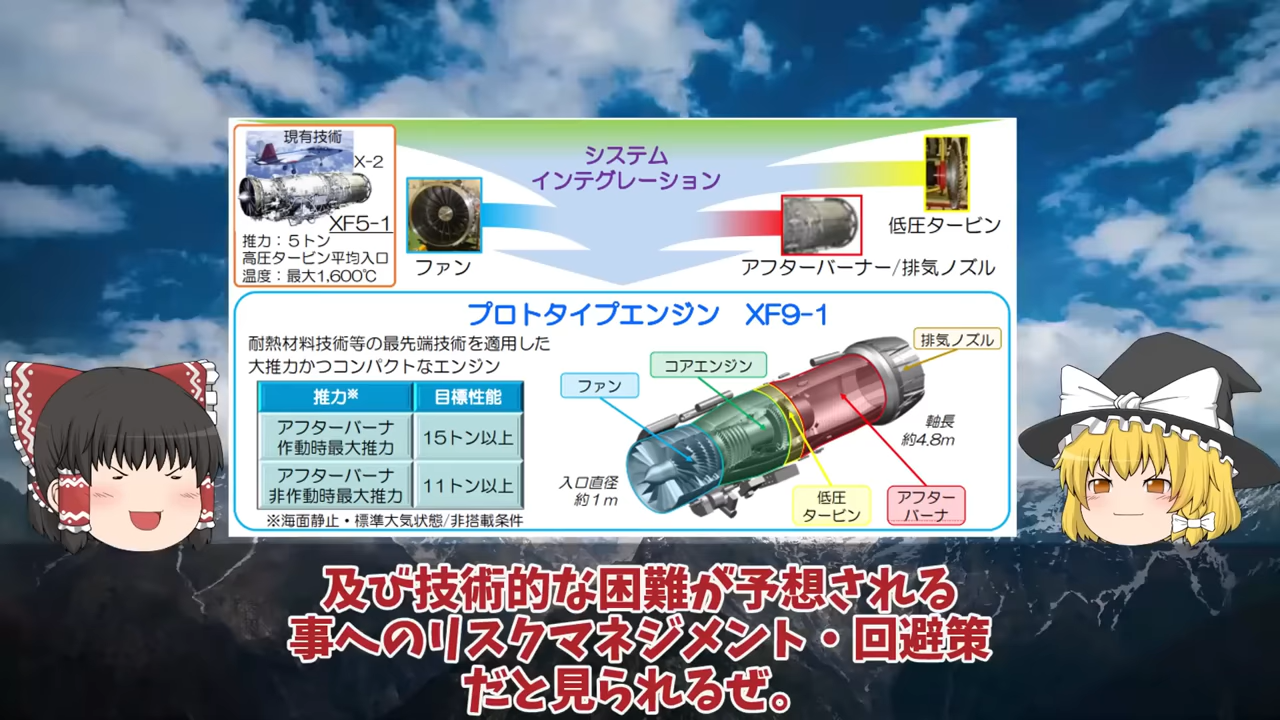 現有技術
X-2
XF5-1
推力：５トン
高圧タービン平均入口
温度：最大1,600℃
ファン
システム
インテグレーション
アフターバーナー/排気ノズル
低圧タービン
プロトタイプエンジン　XF9-1
耐熱材料技術等の最先端技術を適用した
大推力かつコンパクトなエンジン
推力※
目標性能
アフターバーナ
作動時最大推力
15トン以上
アフターバーナ
非作動時最大推力
11トン以上
※海面静止・標準大気状態/非搭載条件
ファン
コアエンジン
排気ノズル
入口直径
約１m
軸長
約4.8m
低圧
タービン
アフター
バーナ
及び技術的な困難が予想される
事へのリスクマネジメント・回避策
だと見られるぜ。